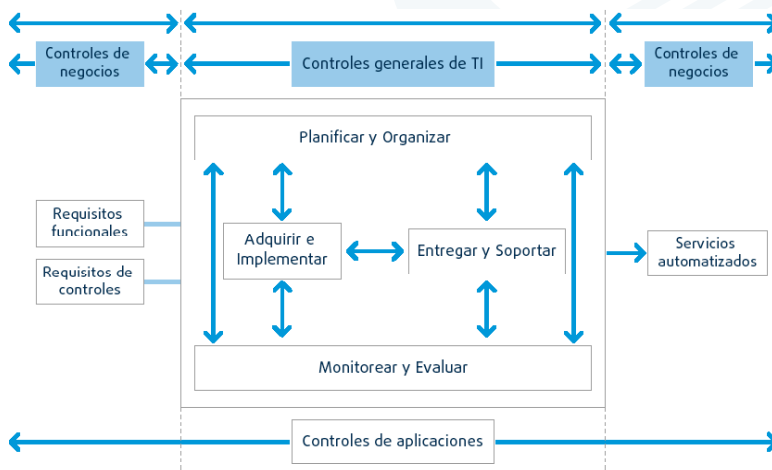 Controles de
negocios
Controles generales de TI
Controles de
negocios
Planificar y Organizar
Requisitos
funcionales
Adquirir e
Implementar
Entregar y Soportar
Servicios
automatizados
Requisitos de
controles
Monitorear y Evaluar
Controles de aplicaciones